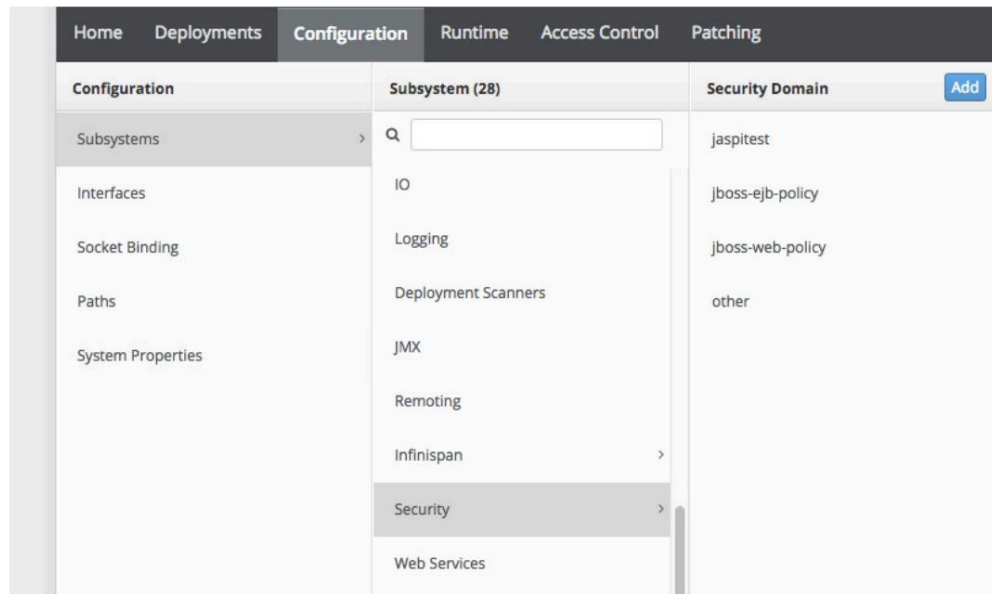 Home Deployments Configuration Runtime Access Control Patching
Configuration
Subsystems
Interfaces
Socket Binding
Paths
System Properties
Subsystem (28)
IO
Logging
Deployment Scanners
JMX
Remoting
Infinispan
Security
Web Services
Security Domain Add
jaspitest
jboss-ejb-policy
jboss-web-policy
other